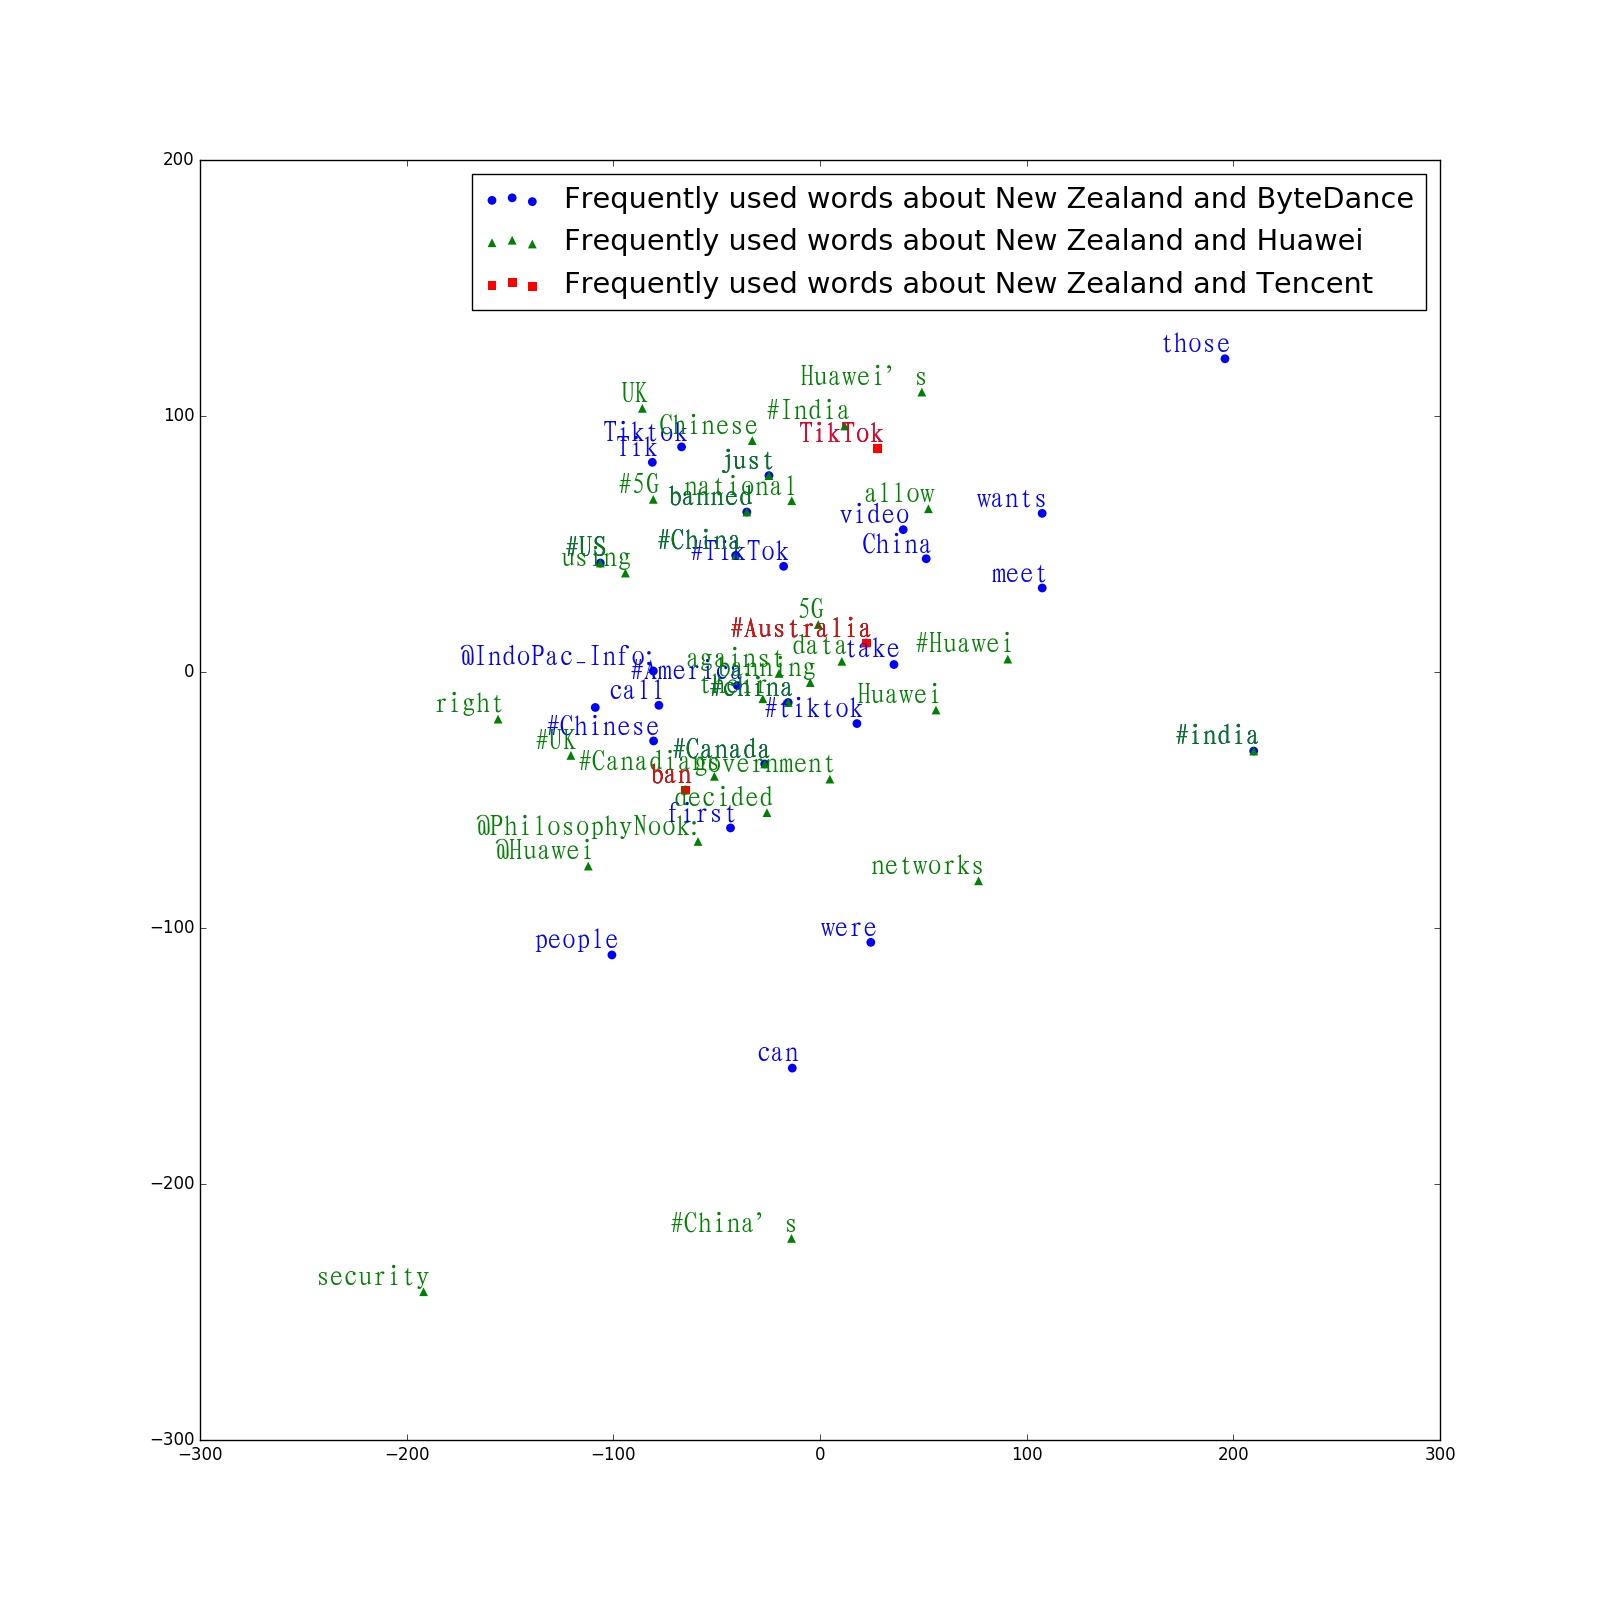 200
Frequently used words about New Zealand and ByteDance
Frequently used words about New Zealand and Huawei
Frequently used words about New Zealand and Tencent
those
Huawei’ s
UK
#India
100
Chinese
Tiktok
TikTok
Tik
just
#5G
national
banned
allow
wants
video
#China
China
#US
#TikTok
using
meet
5G
#Australia
#Huawei
data
take
@IndoPac_Info:
against
0
#America
banning
#china
call
Huawei
right
#tiktok
#Chinese
#UK
#india
#Canada
#Canadians
government
ban
decided
first
@PhilosophyNook:
@Huawei
networks
−100
were
people
can
−200
#China’ s
security
−300
−300 −200 −100 0 100 200 300